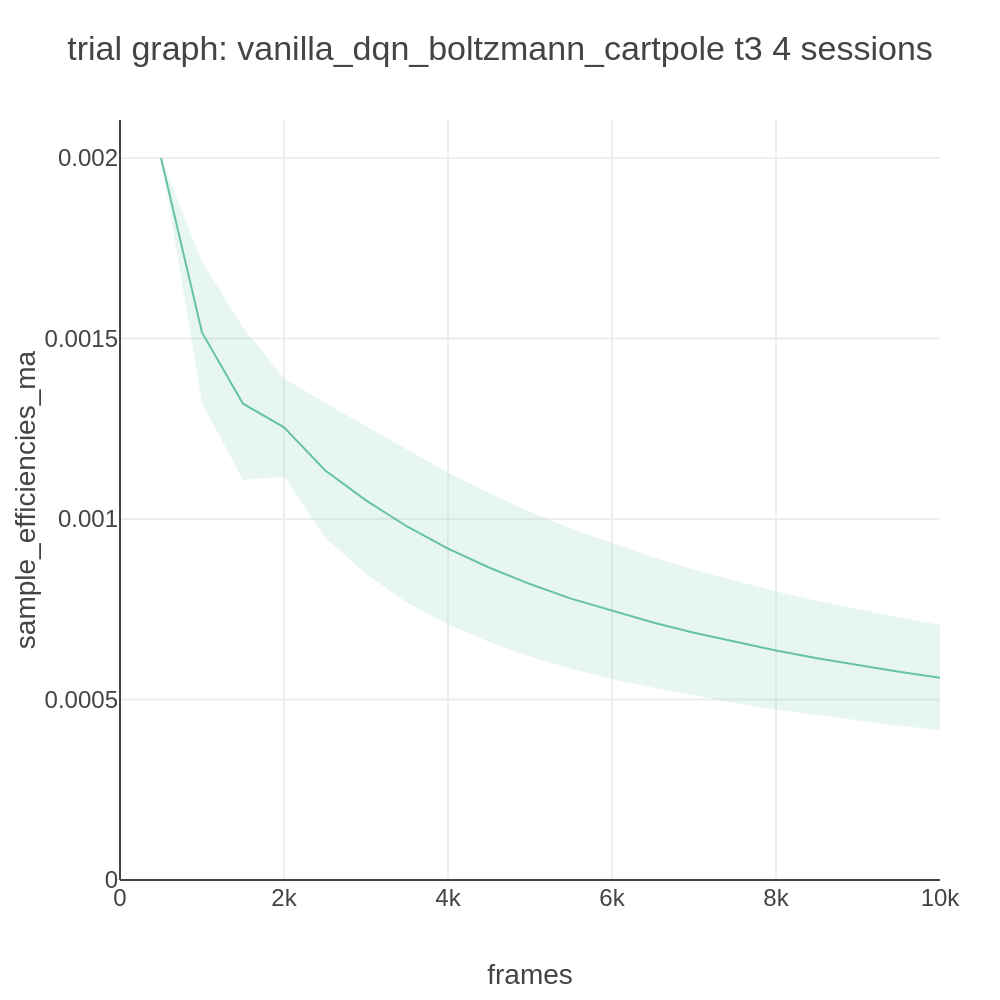 trial graph: vanilla_dqn_boltzmann_cartpole t3 4 sessions
sample_efficiencies_ma
0.002
0.0015
0.001
0.0005
0
0
2k
4k
6k
8k
10k
frames